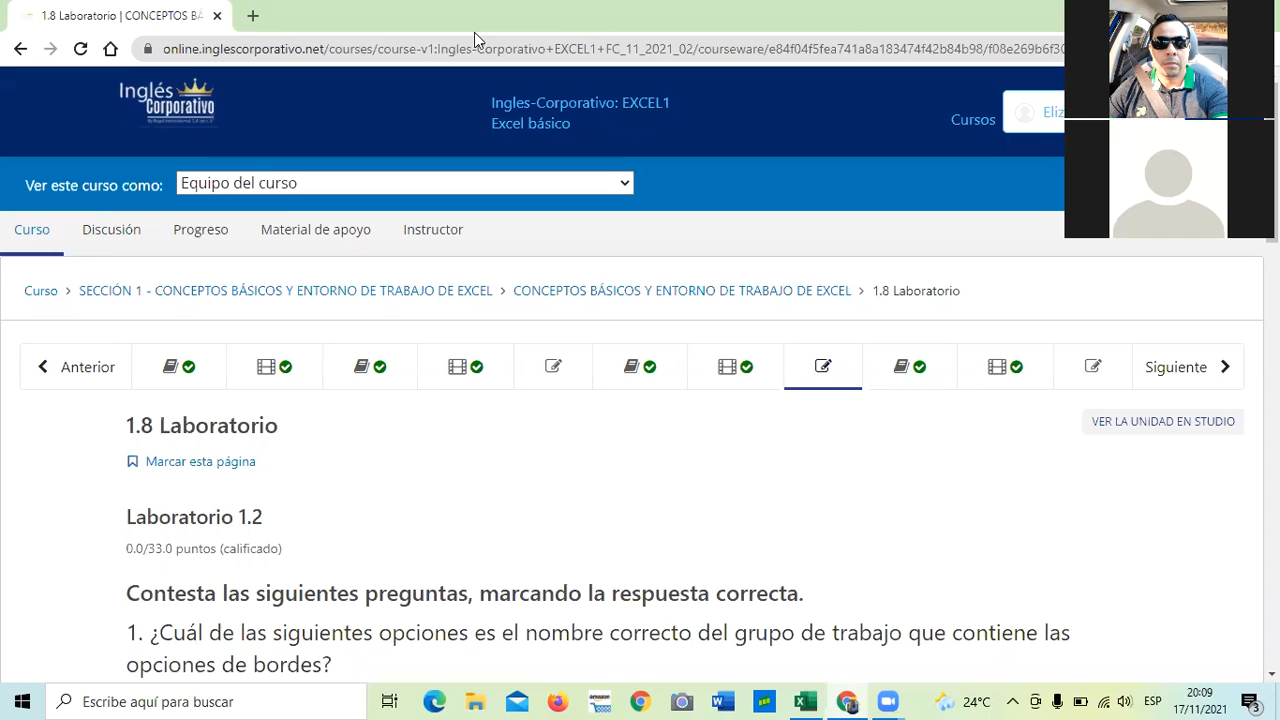 1.8 Laboratorio | CONCEPTOS BÁ
online.inglescorporativo.net/courses/course-v1:Ingles-Corporativo+EXCEL1+FC_
Inglés
Corporativo
Ingles-Corporativo: EXCEL1
Excel básico
Cursos
Eliz
Ver este curso como:
Equipo del curso
Curso
Discusión
Progreso
Material de apoyo
Instructor
Curso > SECCIÓN 1 - CONCEPTOS BÁSICOS Y ENTORNO DE TRABAJO DE EXCEL > CONCEPTOS BÁSICOS Y ENTORNO DE TRABAJO DE EXCEL > 1.8 Laboratorio
Anterior
Siguiente
1.8 Laboratorio
VER LA UNIDAD EN STUDIO
Marcar esta página
Laboratorio 1.2
0.0/33.0 puntos (calificado)
Contesta las siguientes preguntas, marcando la respuesta correcta.
1. ¿Cuál de las siguientes opciones es el nombre correcto del grupo de trabajo que contiene las
opciones de bordes?
Escribe aquí para buscar
24°C
ESP
20:09
17/11/2021
3